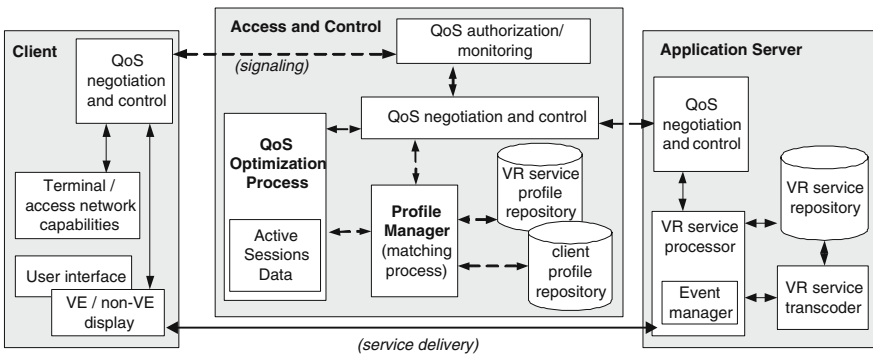 Client
QoS
negotiation
and control
Terminal /
access network
capabilities
User interface
VE / non-VE
display
(signaling)
Access and Control
QoS authorization/
monitoring
QoS negotiation and control
QoS
Optimization
Process
Active
Sessions
Data
Profile
Manager
(matching
process)
VR service
profile
repository
client
profile
repository
Application Server
QoS
negotiation
and control
VR service
repository
VR service
processor
Event
manager
VR service
transcoder
(service delivery)